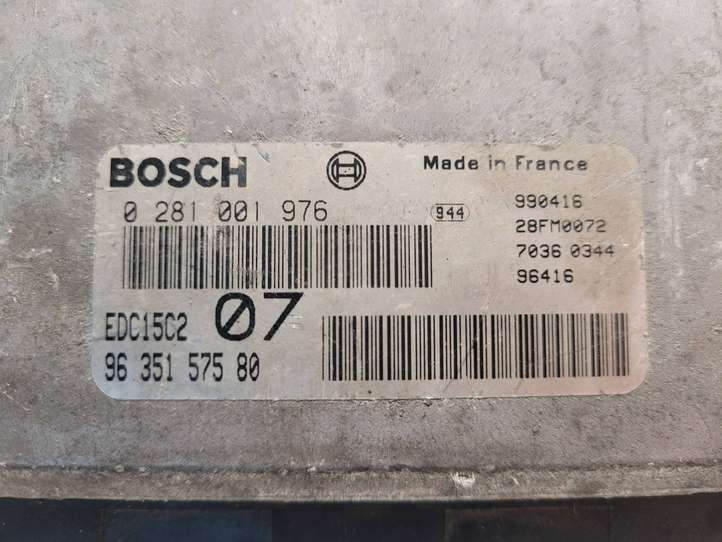 BOSCH Made in France
0 281 001 976 944 990416
28FM0072
7036 0344
96416
EDC15C2 07
96 351 575 80